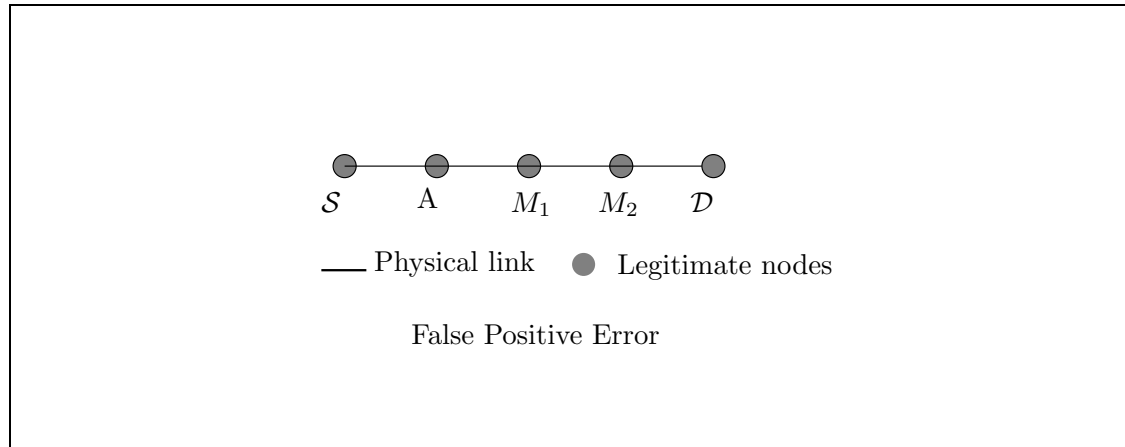 𝒮 A M₁ M₂ 𝒟
Physical link Legitimate nodes
False Positive Error